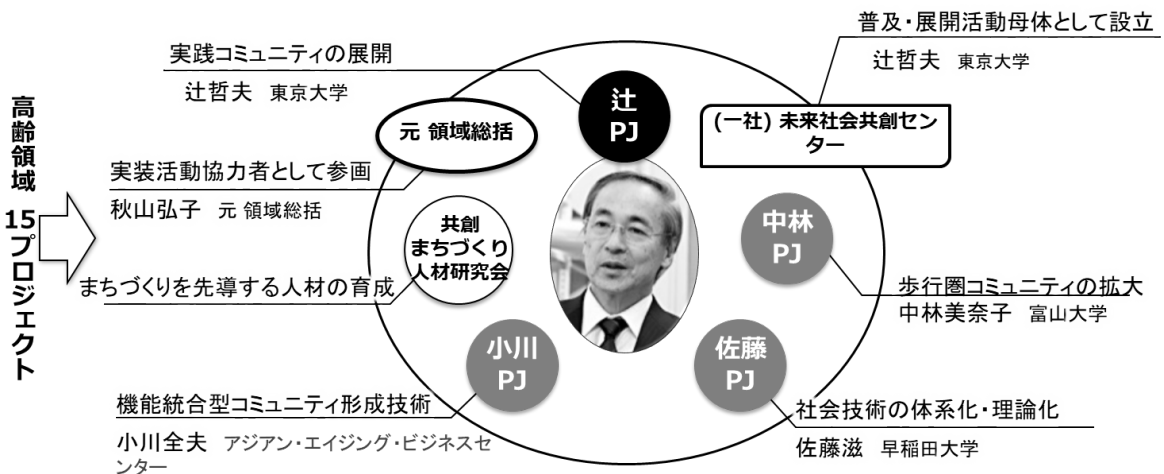 普及・展開活動母体として設立
辻哲夫 東京大学
実践コミュニティの展開
辻哲夫 東京大学
辻
PJ
(一社) 未来社会共創セン
ター
元 領域総括
高齢領域 15プロジェクト
実装活動協力者として参画
秋山弘子 元 領域総括
共創
まちづくり
人材研究会
中林
PJ
まちづくりを先導する人材の育成
歩行圏コミュニティの拡大
中林美奈子 富山大学
小川
PJ
佐藤
PJ
機能統合型コミュニティ形成技術
小川全夫 アジアン・エイジング・ビジネスセ
ンター
社会技術の体系化・理論化
佐藤滋 早稲田大学